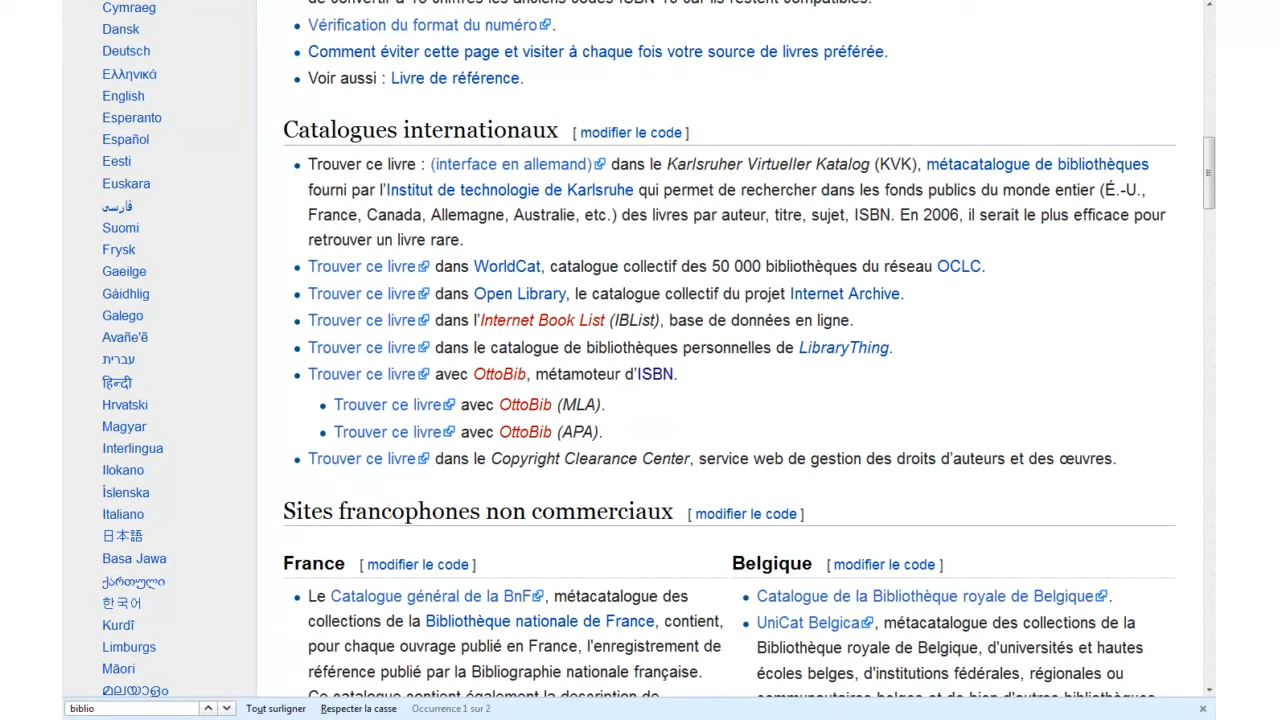 Cymraeg
Dansk
Deutsch
Ελληνικά
English
Esperanto
Español
Eesti
Euskara
فارسی
Suomi
Frysk
Gaeilge
Gàidhlig
Galego
Avañe'ẽ
עברית
हिन्दी
Hrvatski
Magyar
Interlingua
Ilokano
Íslenska
Italiano
日本語
Basa Jawa
ქართული
한국어
Kurdî
Limburgs
Māori
മലയാളം
Vérification du format du numéro.
Comment éviter cette page et visiter à chaque fois votre source de livres préférée.
Voir aussi : Livre de référence.
Catalogues internationaux [ modifier le code ]
Trouver ce livre : (interface en allemand) dans le Karlsruher Virtueller Katalog (KVK), métacatalogue de bibliothèques
fourni par l’Institut de technologie de Karlsruhe qui permet de rechercher dans les fonds publics du monde entier (É.-U.,
France, Canada, Allemagne, Australie, etc.) des livres par auteur, titre, sujet, ISBN. En 2006, il serait le plus efficace pour
retrouver un livre rare.
Trouver ce livre dans WorldCat, catalogue collectif des 50 000 bibliothèques du réseau OCLC.
Trouver ce livre dans Open Library, le catalogue collectif du projet Internet Archive.
Trouver ce livre dans l’Internet Book List (IBList), base de données en ligne.
Trouver ce livre dans le catalogue de bibliothèques personnelles de LibraryThing.
Trouver ce livre avec OttoBib, métamoteur d’ISBN.
Trouver ce livre avec OttoBib (MLA).
Trouver ce livre avec OttoBib (APA).
Trouver ce livre dans le Copyright Clearance Center, service web de gestion des droits d’auteurs et des œuvres.
Sites francophones non commerciaux [ modifier le code ]
France [ modifier le code ]
Le Catalogue général de la BnF, métacatalogue des
collections de la Bibliothèque nationale de France, contient,
pour chaque ouvrage publié en France, l'enregistrement de
référence publié par la Bibliographie nationale française.
Ce catalogue contient également la description de
Belgique [ modifier le code ]
Catalogue de la Bibliothèque royale de Belgique.
UniCat Belgica, métacatalogue des collections de la
Bibliothèque royale de Belgique, d'universités et hautes
écoles belges, d'institutions fédérales, régionales ou
communautaires belges et de bien d'autres bibliothèques
biblio Tout surligner Respecter la casse Occurrence 1 sur 2